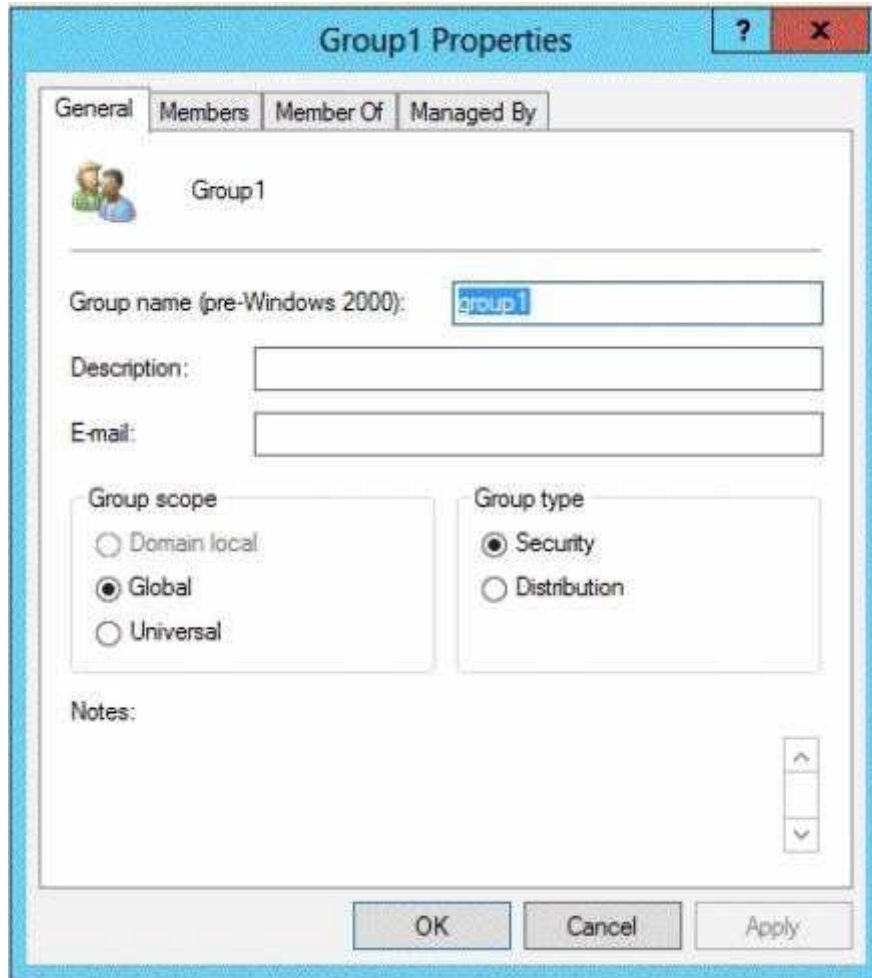 Group1 Properties
? x
General Members Member Of Managed By
Group1
Group name (pre-Windows 2000): group1
Description:
E-mail:
Group scope Group type
Domain local Security
Global Distribution
Universal
Notes:
OK Cancel Apply